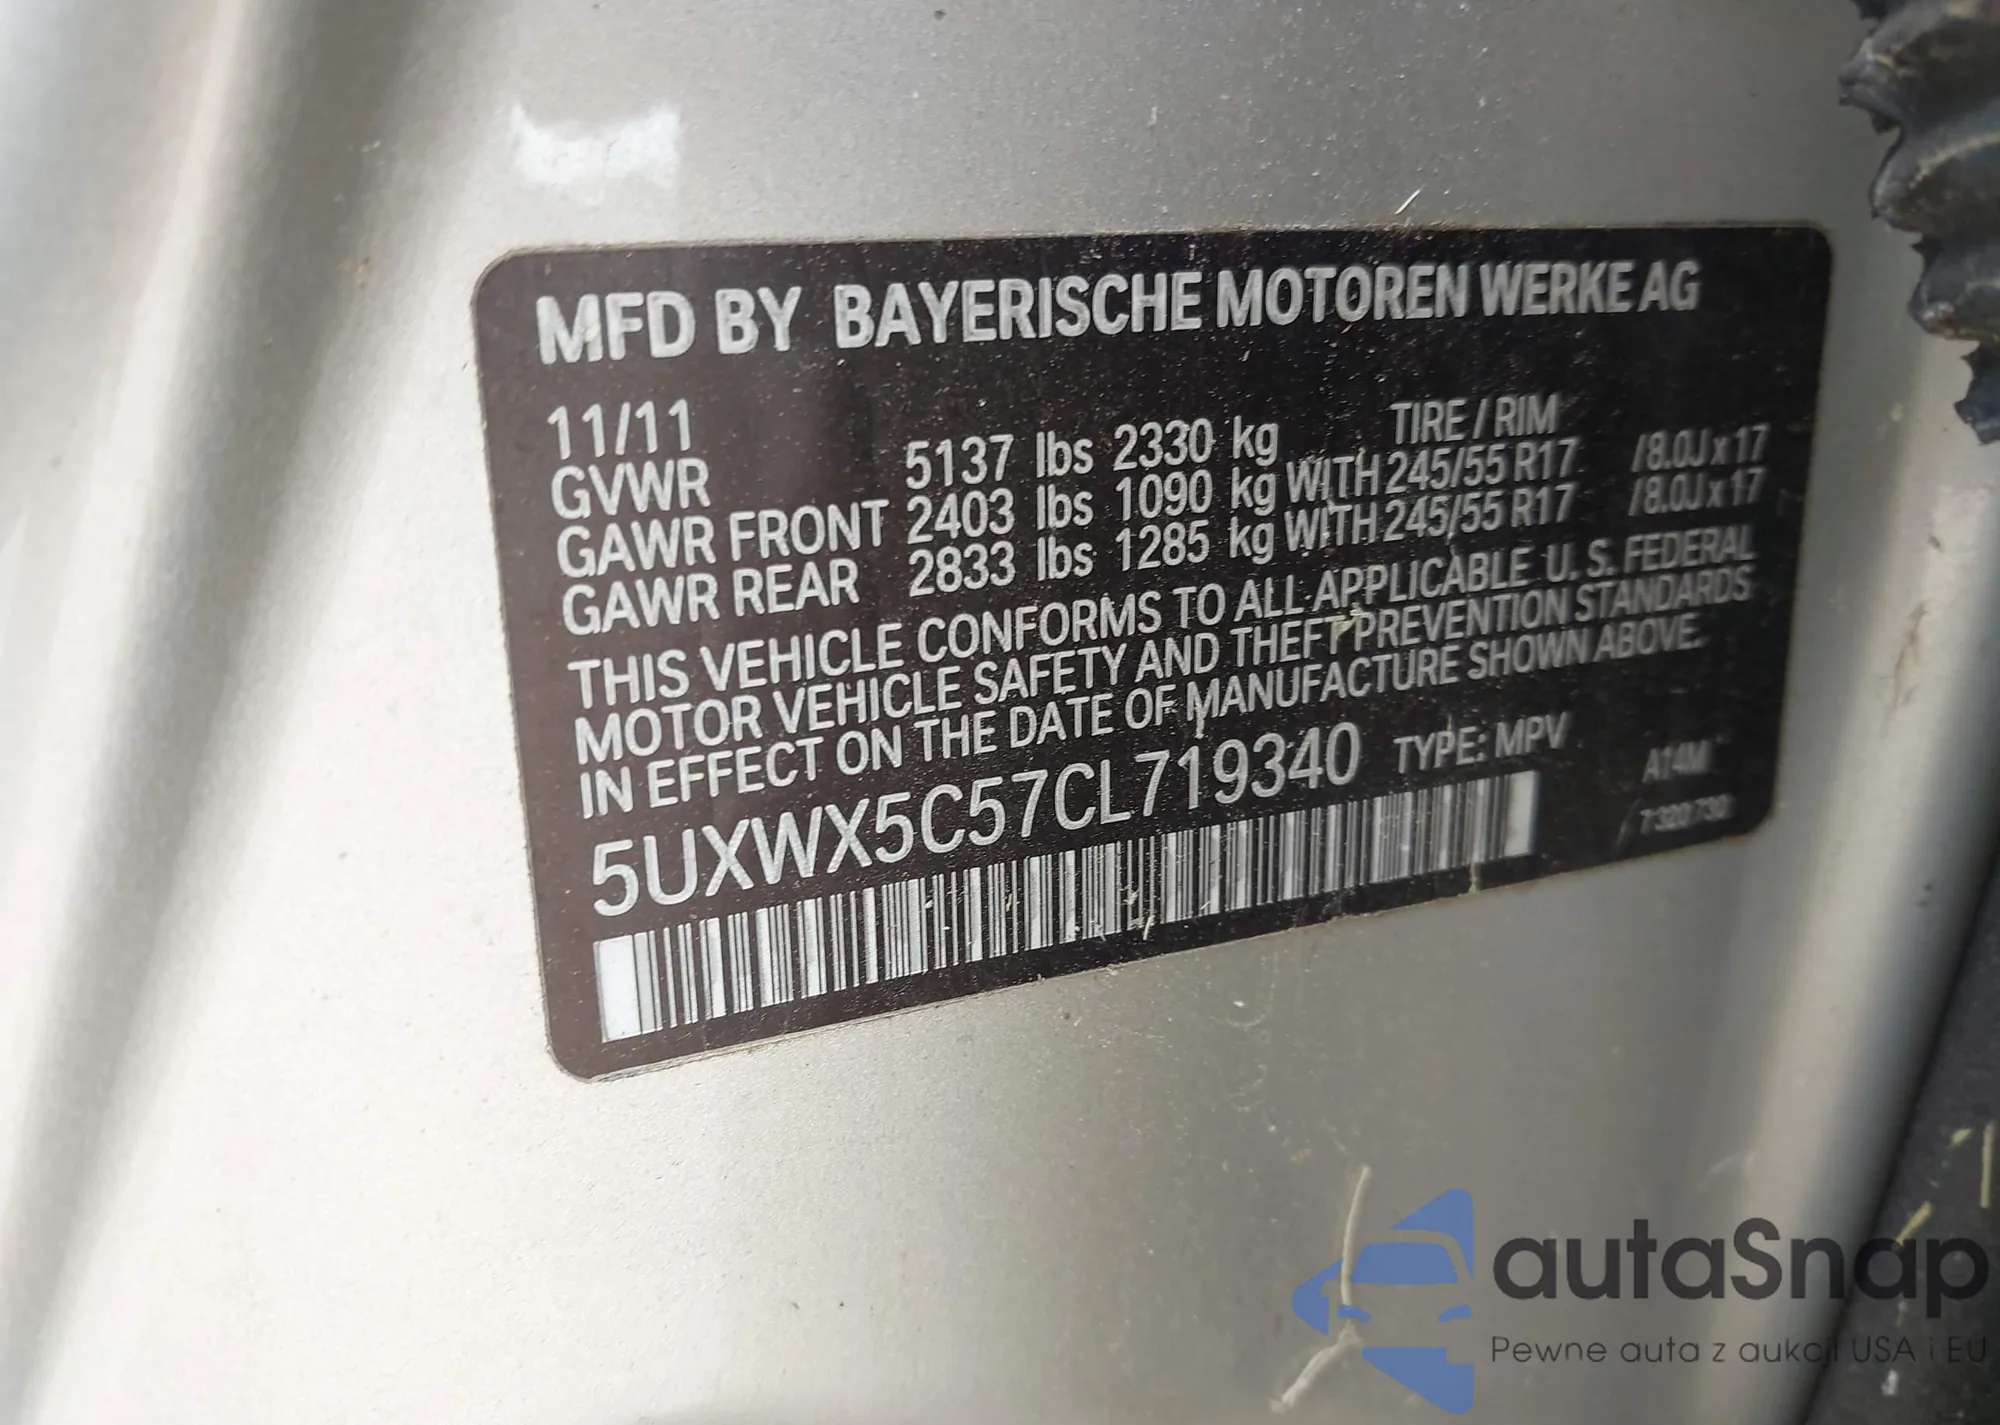 MFD BY BAYERISCHE MOTOREN WERKE AG
11/11 TIRE / RIM
GVWR 5137 lbs 2330 kg
GAWR FRONT 2403 lbs 1090 kg WITH 245/55 R17 /8.0J x 17
GAWR REAR 2833 lbs 1285 kg WITH 245/55 R17 /8.0J x 17
THIS VEHICLE CONFORMS TO ALL APPLICABLE U.S. FEDERAL
MOTOR VEHICLE SAFETY AND THEFT PREVENTION STANDARDS
IN EFFECT ON THE DATE OF MANUFACTURE SHOWN ABOVE.
5UXWX5C57CL719340 TYPE: MPV A14M
7 320 730
autaSnap
Pewne auta z aukcji USA i EU